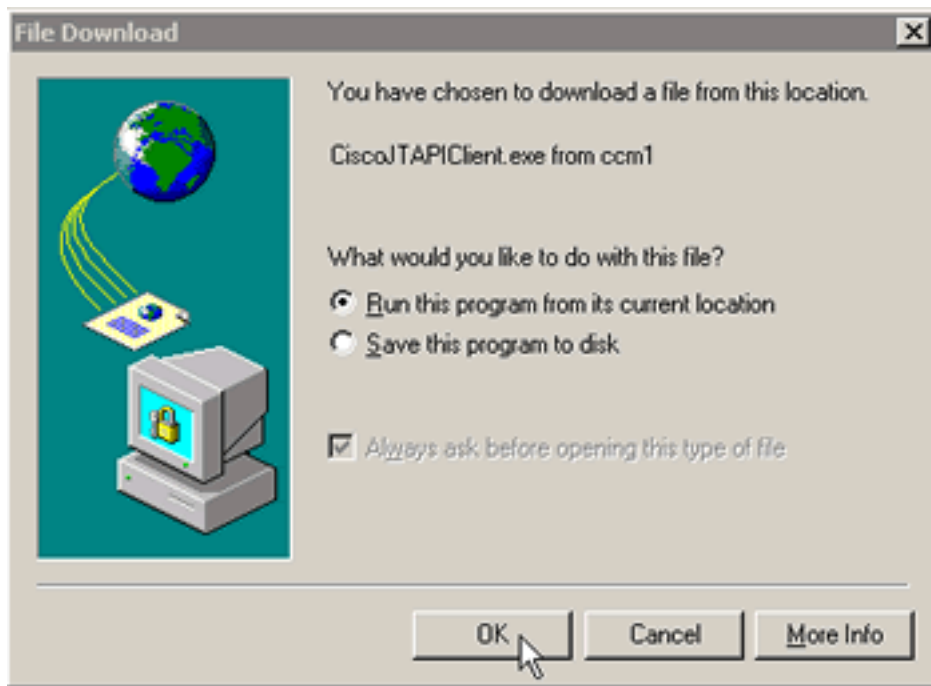 File Download
You have chosen to download a file from this location.
CiscoJTAPIClient.exe from ccm1
What would you like to do with this file?
Run this program from its current location
Save this program to disk
Always ask before opening this type of file
OK
Cancel
More Info